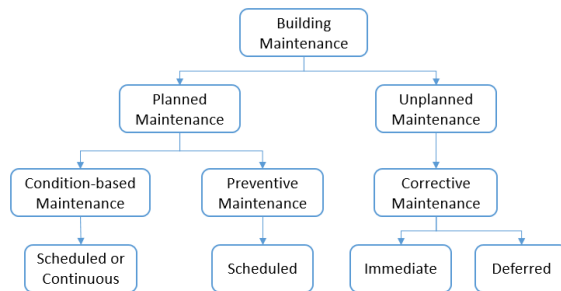 Building
Maintenance
Planned
Maintenance
Unplanned
Maintenance
Condition-based
Maintenance
Preventive
Maintenance
Corrective
Maintenance
Scheduled or
Continuous
Scheduled
Immediate
Deferred